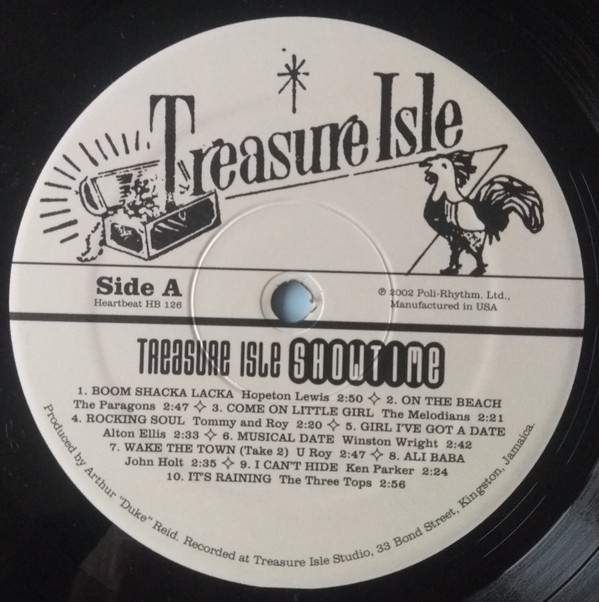 Treasure Isle
Side A
Heartbeat HB 126
℗ 2002 Poli-Rhythm. Ltd.,
Manufactured in USA
TREASURE ISLE SHOWTIME
1. BOOM SHACKA LACKA Hopeton Lewis 2:50 ✧ 2. ON THE BEACH
The Paragons 2:47 ✧ 3. COME ON LITTLE GIRL The Melodians 2:21
4. ROCKING SOUL Tommy and Roy 2:20 ✧ 5. GIRL I'VE GOT A DATE
Alton Ellis 2:33 ✧ 6. MUSICAL DATE Winston Wright 2:42
7. WAKE THE TOWN (Take 2) U Roy 2:47 ✧ 8. ALI BABA
John Holt 2:35 ✧ 9. I CAN'T HIDE Ken Parker 2:24
10. IT'S RAINING The Three Tops 2:56
Produced by Arthur "Duke" Reid. Recorded at Treasure Isle Studio, 33 Bond Street, Kingston, Jamaica.